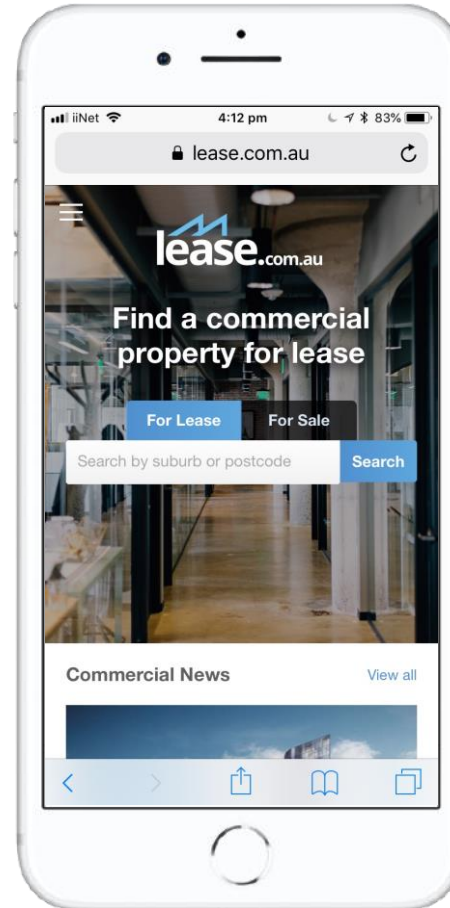 iiNet 4:12 pm 83%
lease.com.au
lease.com.au
Find a commercial
property for lease
For Lease For Sale
Search by suburb or postcode Search
Commercial News View all